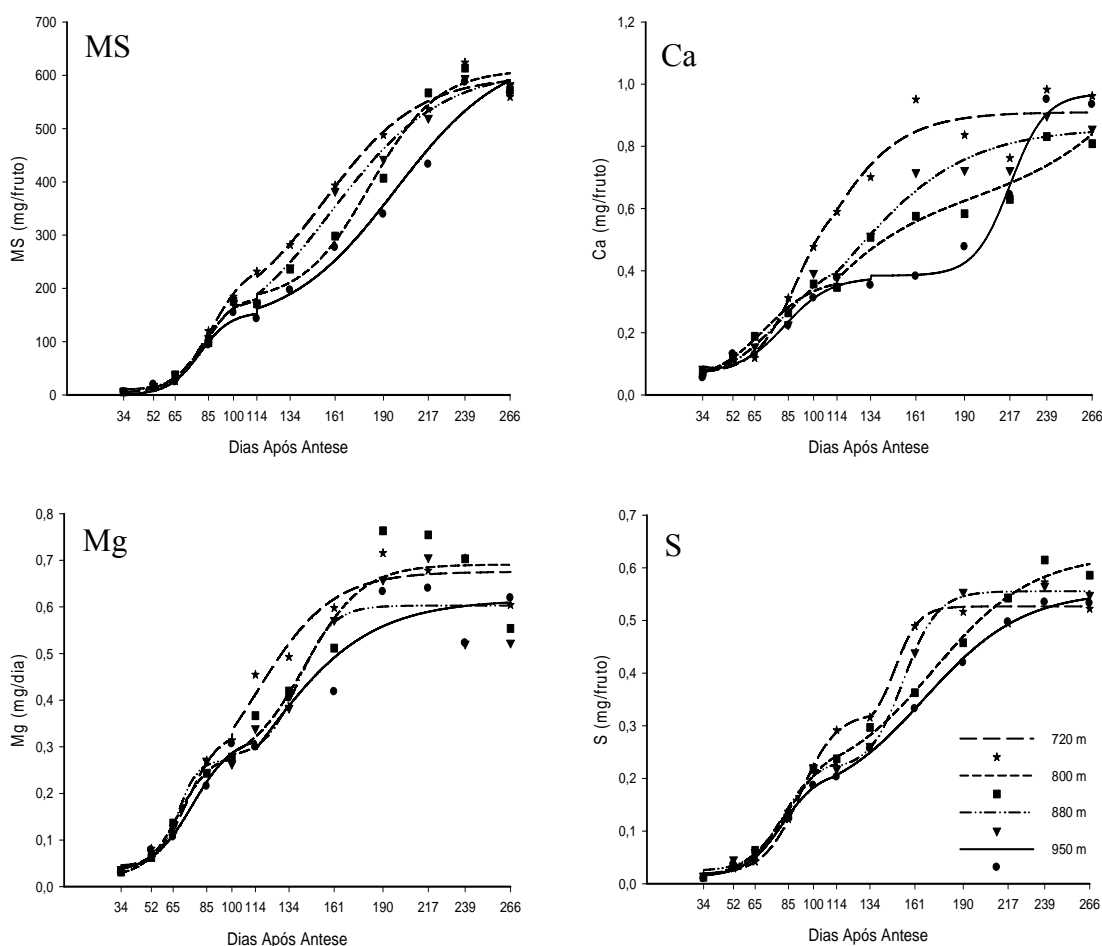 MS
700
600
500
400
300
200
100
0
MS (mg/fruto)
34 52 65 85 100 114 134 161 190 217 239 266
Dias Após Antese
Ca
1,2
1,0
0,8
0,6
0,4
0,2
0,0
Ca (mg/fruto)
34 52 65 85 100 114 134 161 190 217 239 266
Dias Após Antese
Mg
0,8
0,7
0,6
0,5
0,4
0,3
0,2
0,1
0,0
Mg (mg/dia)
34 52 65 85 100 114 134 161 190 217 239 266
Dias Após Antese
S
0,7
0,6
0,5
0,4
0,3
0,2
0,1
0,0
S (mg/fruto)
720 m
800 m
880 m
950 m
34 52 65 85 100 114 134 161 190 217 239 266
Dias Após Antese